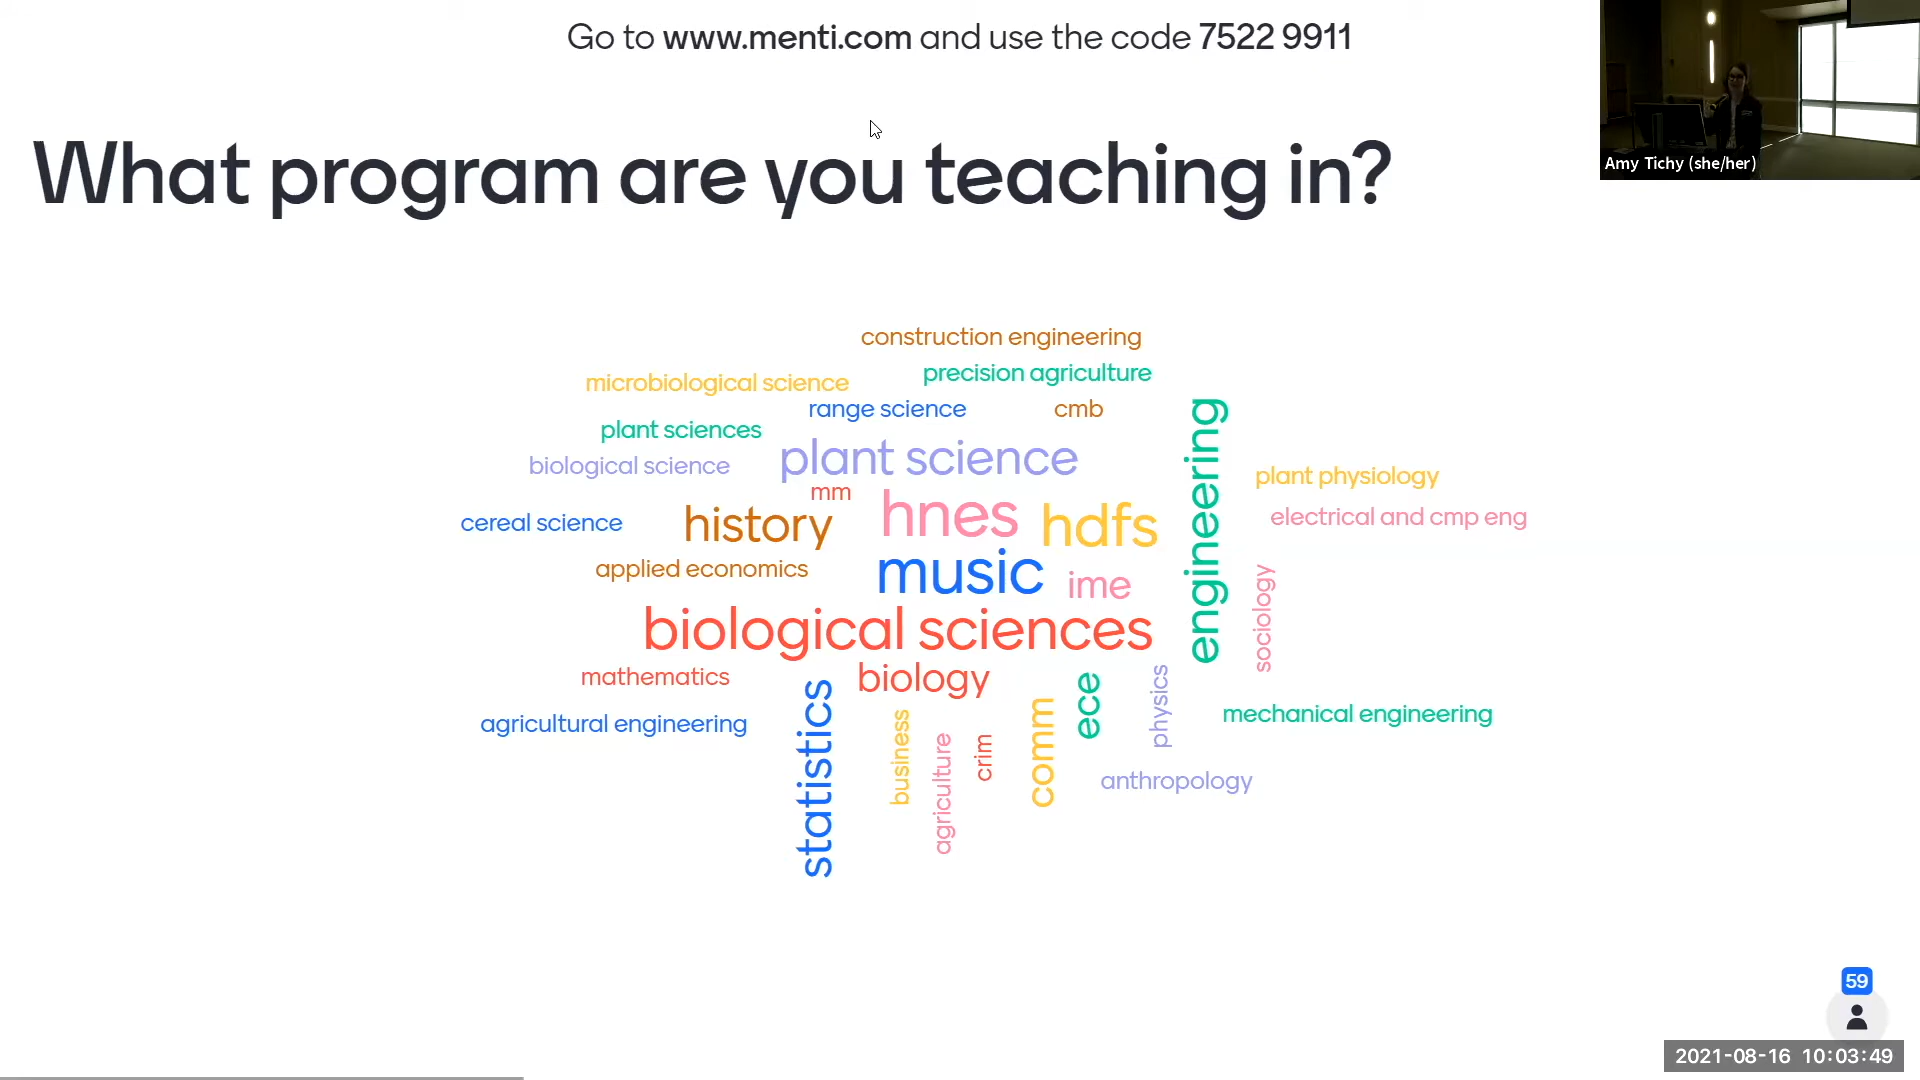 Go to www.menti.com and use the code 7522 9911
Amy Tichy (she/her)
What program are you teaching in?
construction engineering
precision agriculture
microbiological science
range science
cmb
plant sciences
plant science
biological science
engineering
plant physiology
mm
hnes
hdfs
history
cereal science
electrical and cmp eng
applied economics
music
ime
sociology
biological sciences
mathematics
biology
statistics
ece
physics
comm
business
agriculture
crim
agricultural engineering
mechanical engineering
anthropology
59
2021-08-16 10:03:49